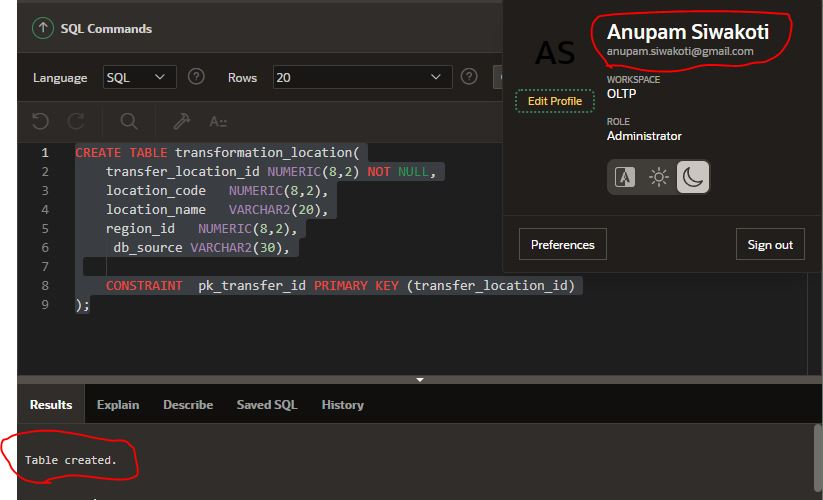 SQL Commands
Language SQL Rows 20
A::
1 CREATE TABLE transformation_location(
2 transfer_location_id NUMERIC(8,2) NOT NULL,
3 location_code NUMERIC(8,2),
4 location_name VARCHAR2(20),
5 region_id NUMERIC(8,2),
6 db_source VARCHAR2(30),
7
8 CONSTRAINT pk_transfer_id PRIMARY KEY (transfer_location_id)
9 );
AS
Edit Profile
Anupam Siwakoti
anupam.siwakoti@gmail.com
WORKSPACE
OLTP
ROLE
Administrator
A
Preferences Sign out
Results Explain Describe Saved SQL History
Table created.